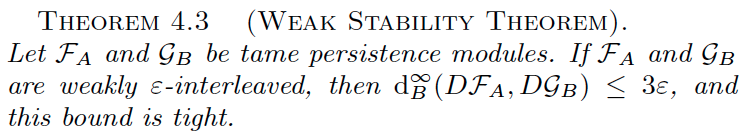 THEOREM 4.3 (WEAK STABILITY THEOREM).
Let ℱ_A and 𝒢_B be tame persistence modules. If ℱ_A and 𝒢_B
are weakly ε-interleaved, then d_B^∞(Dℱ_A, D𝒢_B) ≤ 3ε, and
this bound is tight.